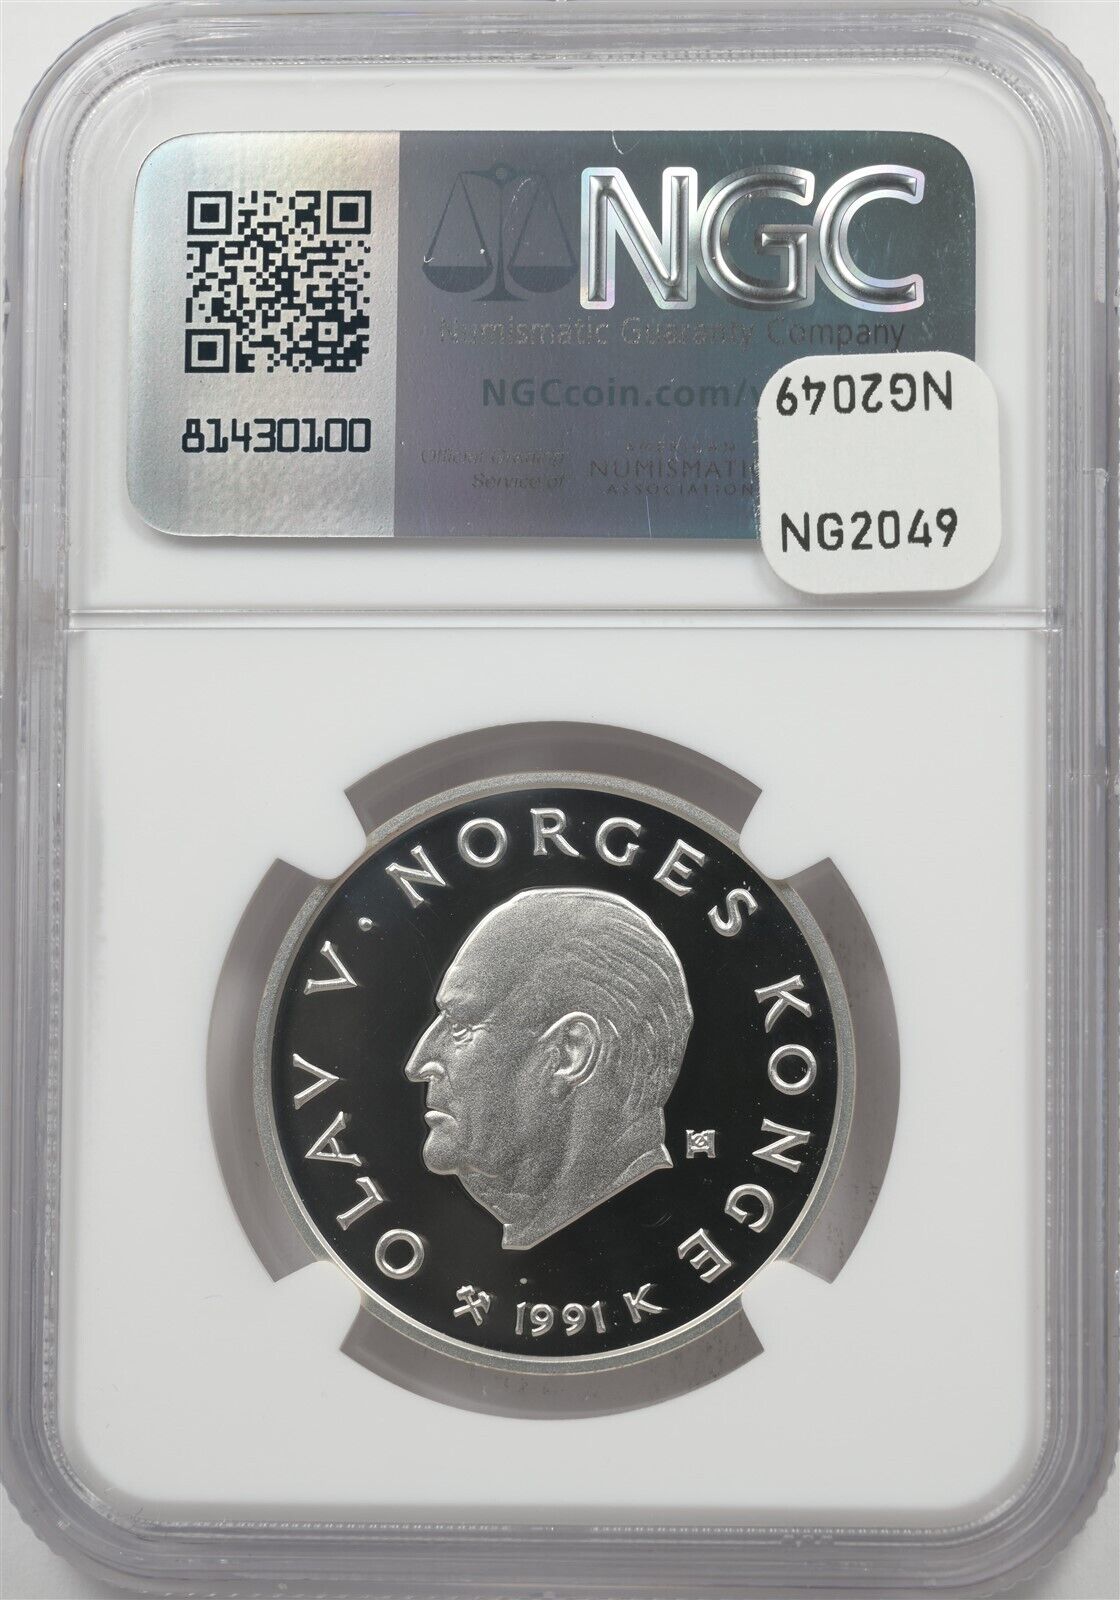 NGC
Numismatic Guaranty Company
NGCcoin.com/v
Official Grading
Service of
AMERICAN
NUMISMATIC
ASSOCIATION
81430100
NG2049
NG2049
OLAV V · NORGES KONGE
1991 K